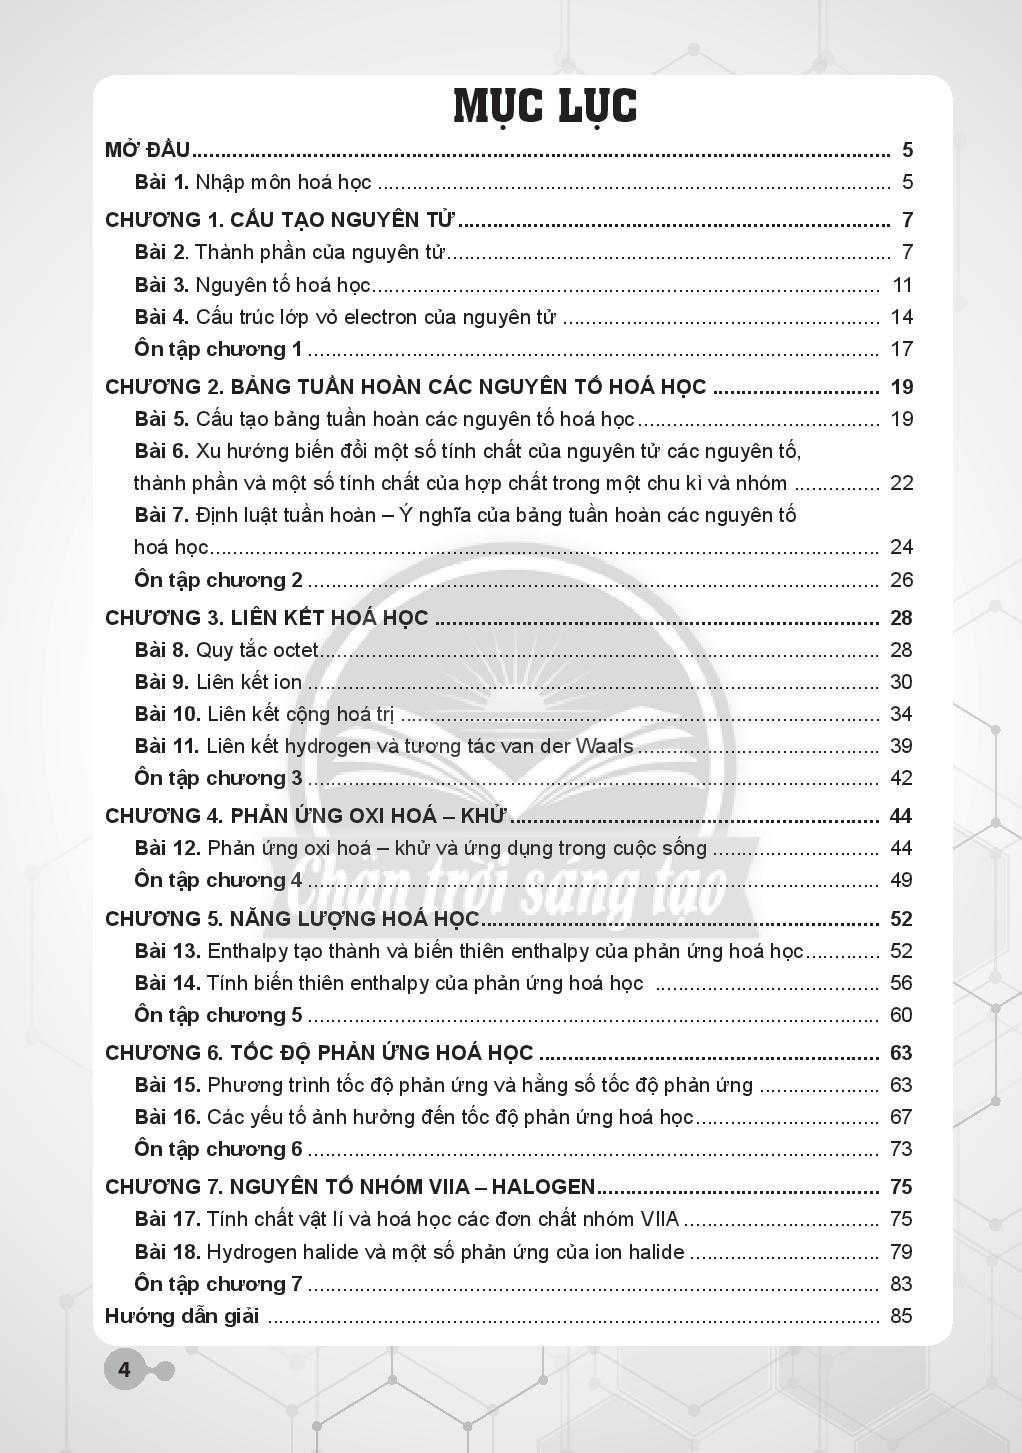 MỤC LỤC
MỞ ĐẦU 5
Bài 1. Nhập môn hoá học 5
CHƯƠNG 1. CẤU TẠO NGUYÊN TỬ 7
Bài 2. Thành phần của nguyên tử 7
Bài 3. Nguyên tố hoá học 11
Bài 4. Cấu trúc lớp vỏ electron của nguyên tử 14
Ôn tập chương 1 17
CHƯƠNG 2. BẢNG TUẦN HOÀN CÁC NGUYÊN TỐ HOÁ HỌC 19
Bài 5. Cấu tạo bảng tuần hoàn các nguyên tố hoá học 19
Bài 6. Xu hướng biến đổi một số tính chất của nguyên tử các nguyên tố,
thành phần và một số tính chất của hợp chất trong một chu kì và nhóm 22
Bài 7. Định luật tuần hoàn – Ý nghĩa của bảng tuần hoàn các nguyên tố
hoá học 24
Ôn tập chương 2 26
CHƯƠNG 3. LIÊN KẾT HOÁ HỌC 28
Bài 8. Quy tắc octet 28
Bài 9. Liên kết ion 30
Bài 10. Liên kết cộng hoá trị 34
Bài 11. Liên kết hydrogen và tương tác van der Waals 39
Ôn tập chương 3 42
CHƯƠNG 4. PHẢN ỨNG OXI HOÁ – KHỬ 44
Bài 12. Phản ứng oxi hoá – khử và ứng dụng trong cuộc sống 44
Ôn tập chương 4 49
Chân trời sáng tạo
CHƯƠNG 5. NĂNG LƯỢNG HOÁ HỌC 52
Bài 13. Enthalpy tạo thành và biến thiên enthalpy của phản ứng hoá học 52
Bài 14. Tính biến thiên enthalpy của phản ứng hoá học 56
Ôn tập chương 5 60
CHƯƠNG 6. TỐC ĐỘ PHẢN ỨNG HOÁ HỌC 63
Bài 15. Phương trình tốc độ phản ứng và hằng số tốc độ phản ứng 63
Bài 16. Các yếu tố ảnh hưởng đến tốc độ phản ứng hoá học 67
Ôn tập chương 6 73
CHƯƠNG 7. NGUYÊN TỐ NHÓM VIIA – HALOGEN 75
Bài 17. Tính chất vật lí và hoá học các đơn chất nhóm VIIA 75
Bài 18. Hydrogen halide và một số phản ứng của ion halide 79
Ôn tập chương 7 83
Hướng dẫn giải 85
4